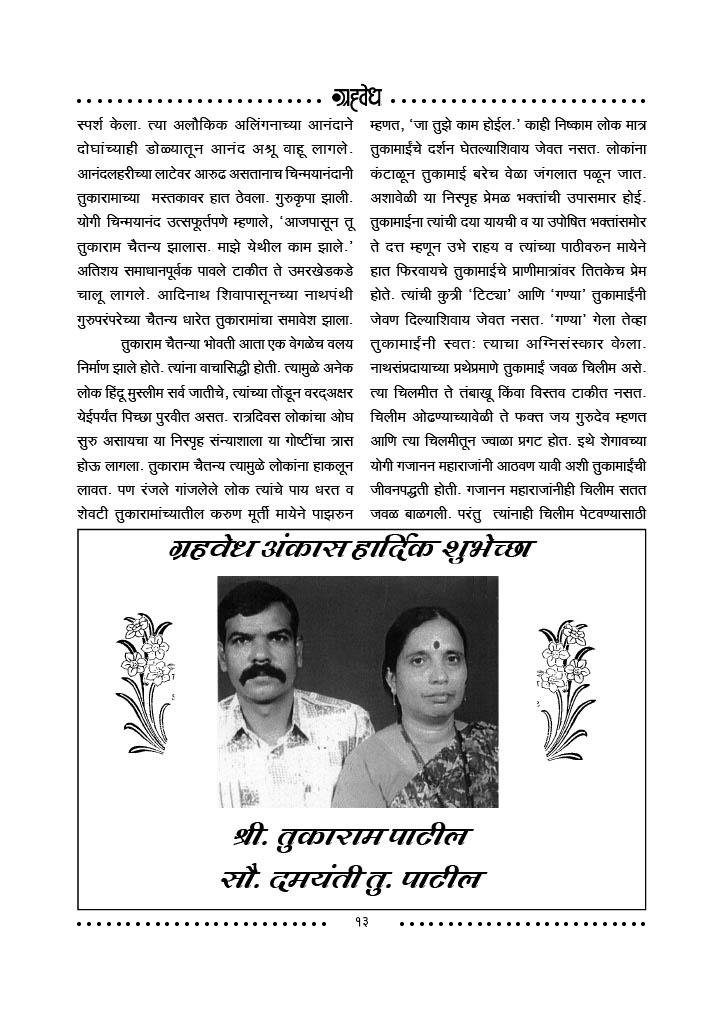 ग्रहवेध
स्पर्श केला. त्या अलौकिक अलिंगनाच्या आनंदाने
दोघांच्याही डोळ्यातून आनंद अश्रू वाहू लागले.
आनंदलहरीच्या लाटेवर आरुढ असतानाच चिन्मयानंदानी
तुकारामाच्या मस्तकावर हात ठेवला. गुरुकृपा झाली.
योगी चिन्मयानंद उत्सफूर्तपणे म्हणाले, ‘आजपासून तू
तुकाराम चैतन्य झालास. माझे येथील काम झाले.’
अतिशय समाधानपूर्वक पावले टाकीत ते उमरखेडकडे
चालू लागले. आदिनाथ शिवापासूनच्या नाथपंथी
गुरुपरंपरेच्या चैतन्य धारेत तुकारामांचा समावेश झाला.
तुकाराम चैतन्या भोवती आता एक वेगळेच वलय
निर्माण झाले होते. त्यांना वाचासिद्धी होती. त्यामुळे अनेक
लोक हिंदू मुस्लीम सर्व जातीचे, त्यांच्या तोंडून वरद्अक्षर
येईपर्यंत पिच्छा पुरवीत असत. रात्रदिवस लोकांचा ओघ
सुरु असायचा या निस्पृह संन्याशाला या गोष्टींचा त्रास
होऊ लागला. तुकाराम चैतन्य त्यामुळे लोकांना हाकलून
लावत. पण रंजले गांजलेले लोक त्यांचे पाय धरत व
शेवटी तुकारामांच्यातील करुण मूर्ती मायेने पाझरुन
म्हणत, ‘जा तुझे काम होईल.’ काही निष्काम लोक मात्र
तुकामाईंचे दर्शन घेतल्याशिवाय जेवत नसत. लोकांना
कंटाळून तुकामाई बरेच वेळा जंगलात पळून जात.
अशावेळी या निस्पृह प्रेमळ भक्तांची उपासमार होई.
तुकामाईना त्यांची दया यायची व या उपोषित भक्तांसमोर
ते दत्त म्हणून उभे राहय व त्यांच्या पाठीवरुन मायेने
हात फिरवायचे तुकामाईचे प्राणीमात्रांवर तितकेच प्रेम
होते. त्यांची कुत्री ‘टिट्या’ आणि ‘गण्या’ तुकामाईंनी
जेवण दिल्याशिवाय जेवत नसत. ‘गण्या’ गेला तेव्हा
तुकामाईंनी स्वतः त्याचा अग्निसंस्कार केला.
नाथसंप्रदायाच्या प्रथेप्रमाणे तुकामाईं जवळ चिलीम असे.
त्या चिलमीत ते तंबाखू किंवा विस्तव टाकीत नसत.
चिलीम ओढण्याच्यावेळी ते फक्त जय गुरुदेव म्हणत
आणि त्या चिलमीतून ज्वाळा प्रगट होत. इथे शेगावच्या
योगी गजानन महाराजांनी आठवण यावी अशी तुकामाईंची
जीवनपद्धती होती. गजानन महाराजांनीही चिलीम सतत
जवळ बाळगली. परंतु त्यांनाही चिलीम पेटवण्यासाठी
ग्रहवेध अंकास हार्दिक शुभेच्छा
श्री. तुकाराम पाटील
सौ. दमयंती तु. पाटील
१३